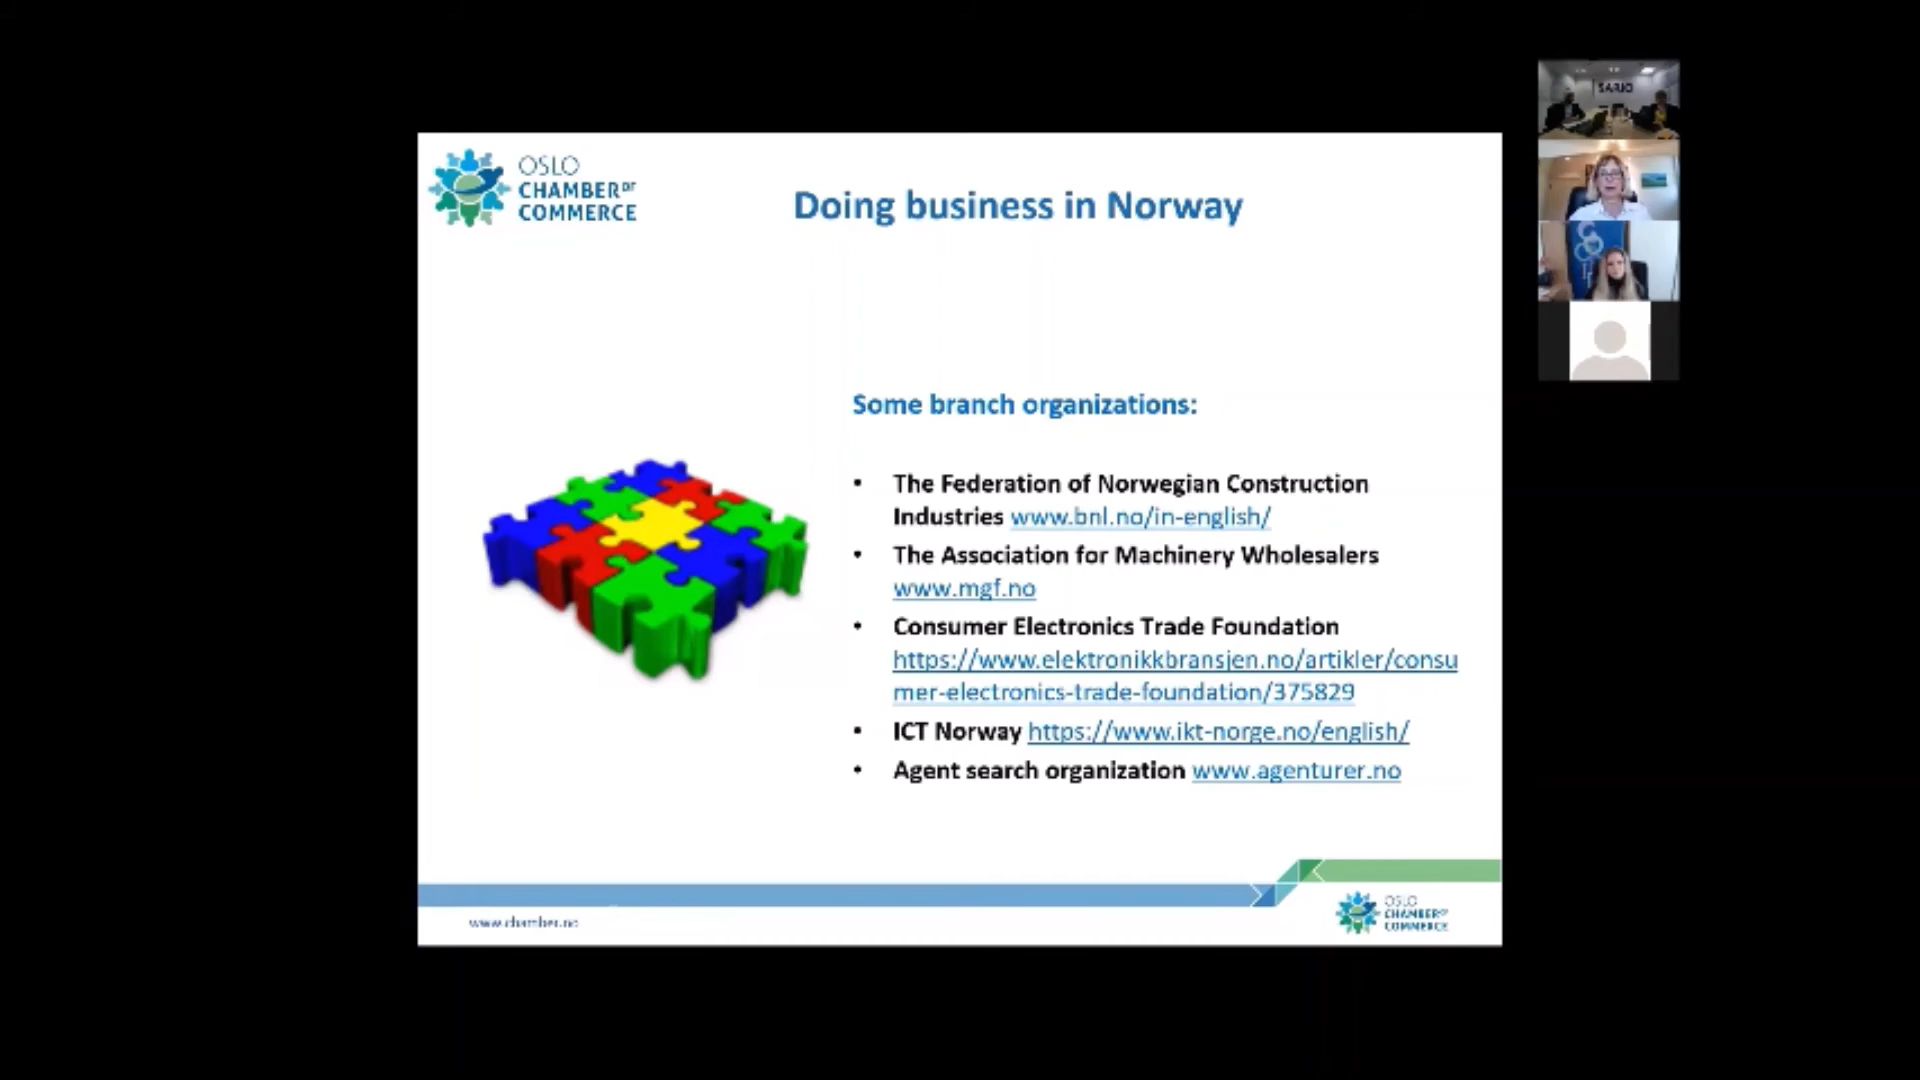 OSLO
CHAMBER OF
COMMERCE
Doing business in Norway
SARIO
Some branch organizations:
• The Federation of Norwegian Construction
Industries www.bnl.no/in-english/
• The Association for Machinery Wholesalers
www.mgf.no
• Consumer Electronics Trade Foundation
https://www.elektronikkbransjen.no/artikler/consu
mer-electronics-trade-foundation/375829
• ICT Norway https://www.ikt-norge.no/english/
• Agent search organization www.agenturer.no
www.chamber.no
OSLO
CHAMBER OF
COMMERCE